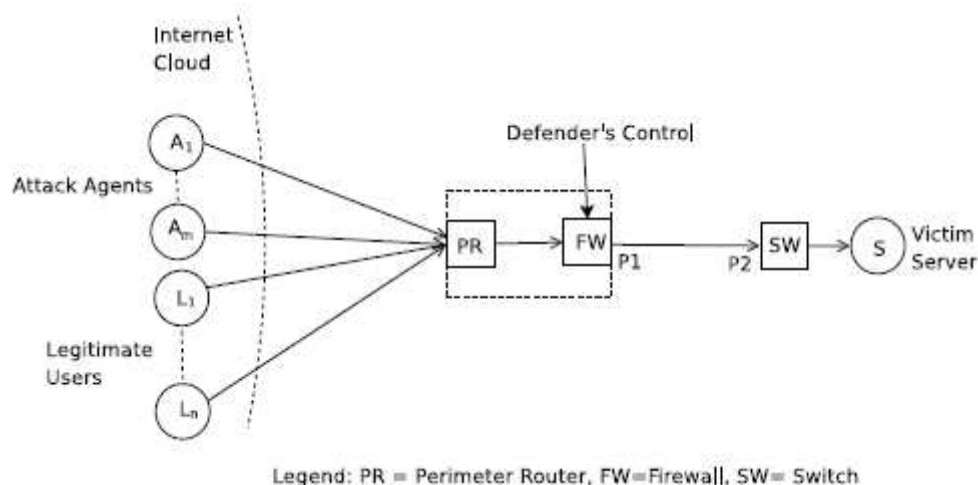 Internet
Cloud
Defender's Control
A1
Attack Agents
Am
PR
FW
P1
P2
SW
S
Victim
Server
L1
Legitimate
Users
Ln
Legend: PR = Perimeter Router, FW=Firewall, SW= Switch